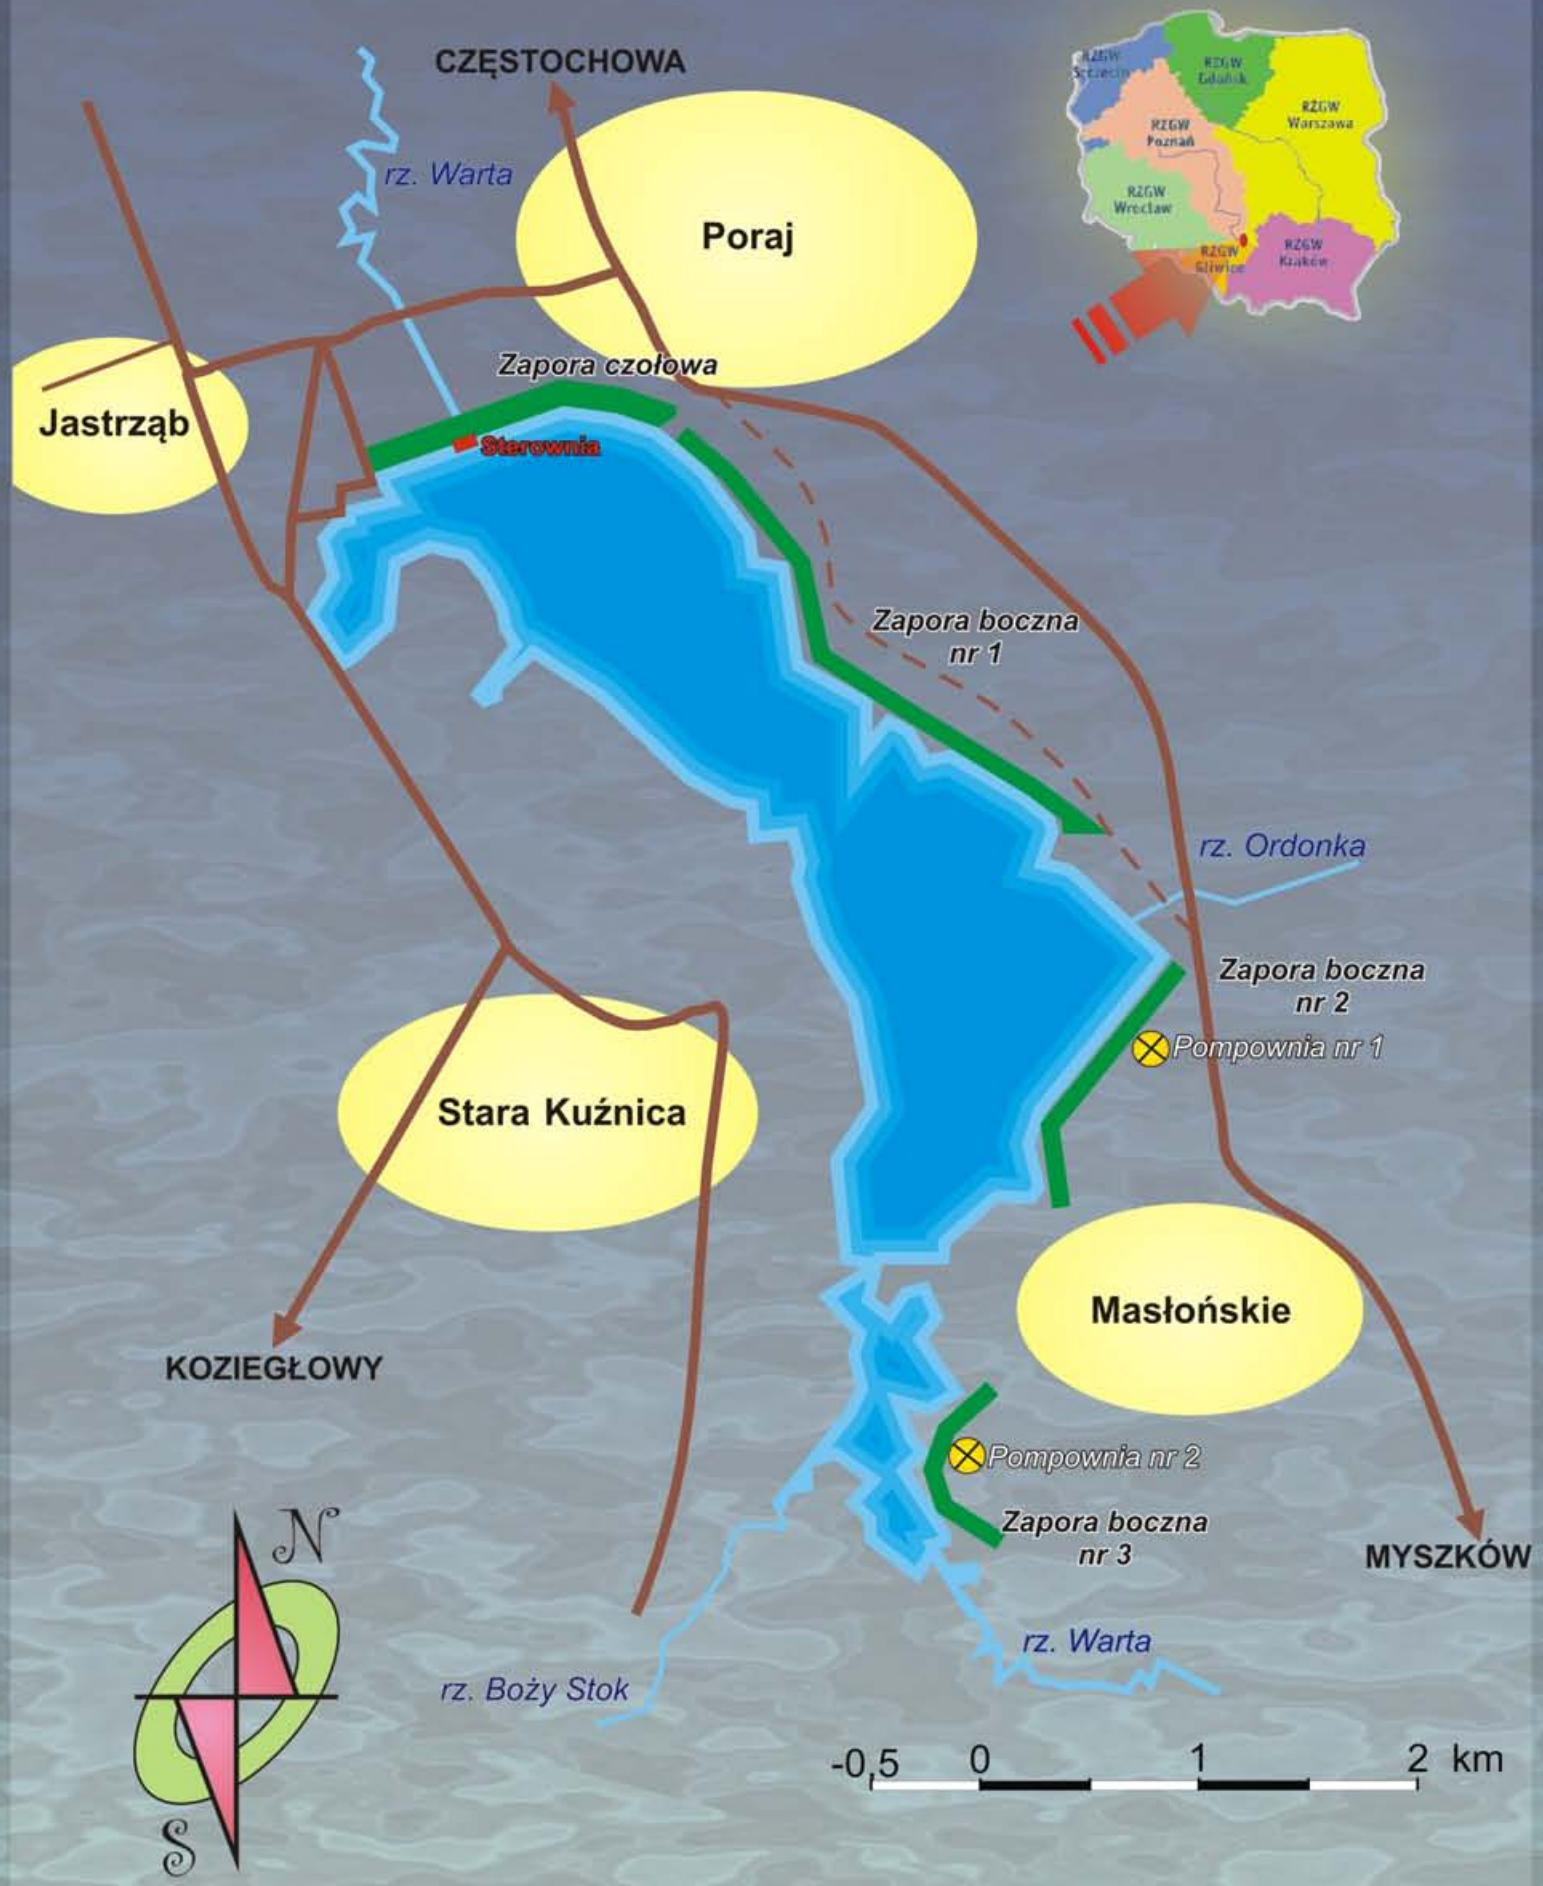 CZĘSTOCHOWA
RZGW
Szczecin
RZGW
Gdańsk
RZGW
Warszawa
RZGW
Poznań
RZGW
Wrocław
RZGW
Gliwice
RZGW
Kraków
rz. Warta
Poraj
Zapora czołowa
Jastrząb
Sterownia
Zapora boczna
nr 1
rz. Ordonka
Zapora boczna
nr 2
Pompownia nr 1
Stara Kuźnica
Masłońskie
KOZIEGŁOWY
Pompownia nr 2
Zapora boczna
nr 3
MYSZKÓW
N
rz. Warta
rz. Boży Stok
-0,5 0 1 2 km
S